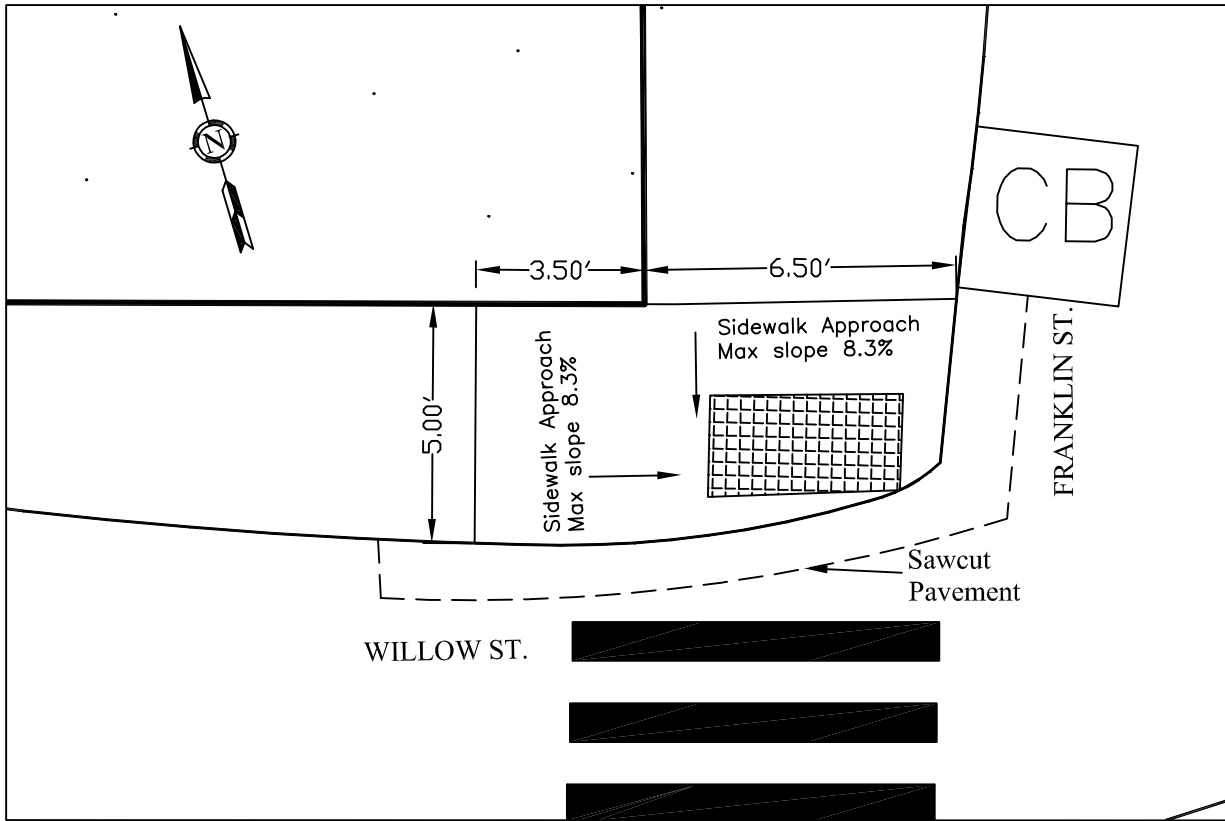 N
CB
3.50'
6.50'
Sidewalk Approach
Max slope 8.3%
Sidewalk Approach
Max slope 8.3%
5.00'
FRANKLIN ST.
Sawcut
Pavement
WILLOW ST.